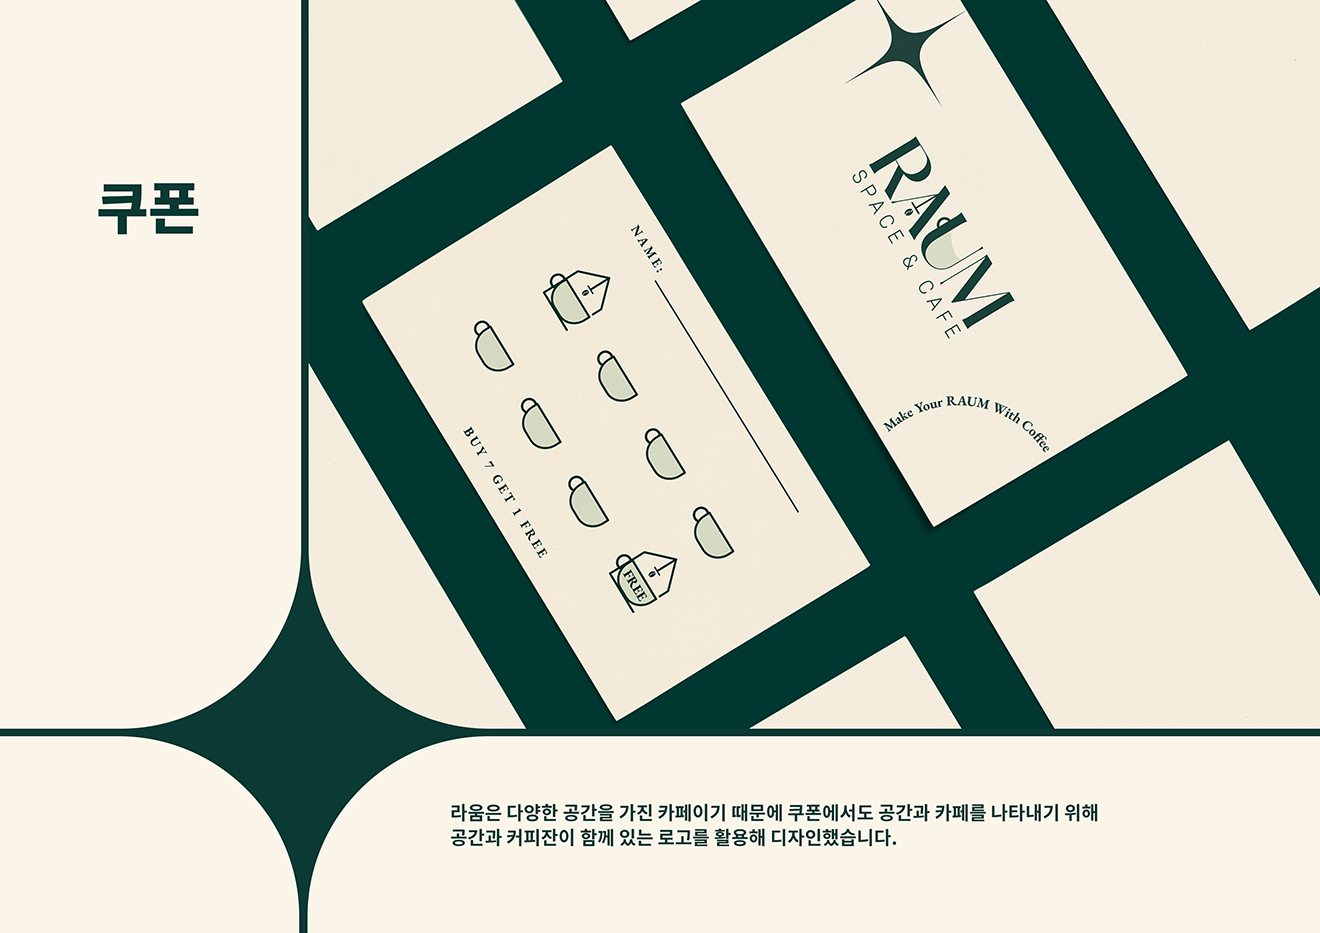 쿠폰
NAME:
BUY 7 GET 1 FREE
FREE
RAUM
SPACE & CAFE
Make Your RAUM With Coffee
라움은 다양한 공간을 가진 카페이기 때문에 쿠폰에서도 공간과 카페를 나타내기 위해
공간과 커피잔이 함께 있는 로고를 활용해 디자인했습니다.